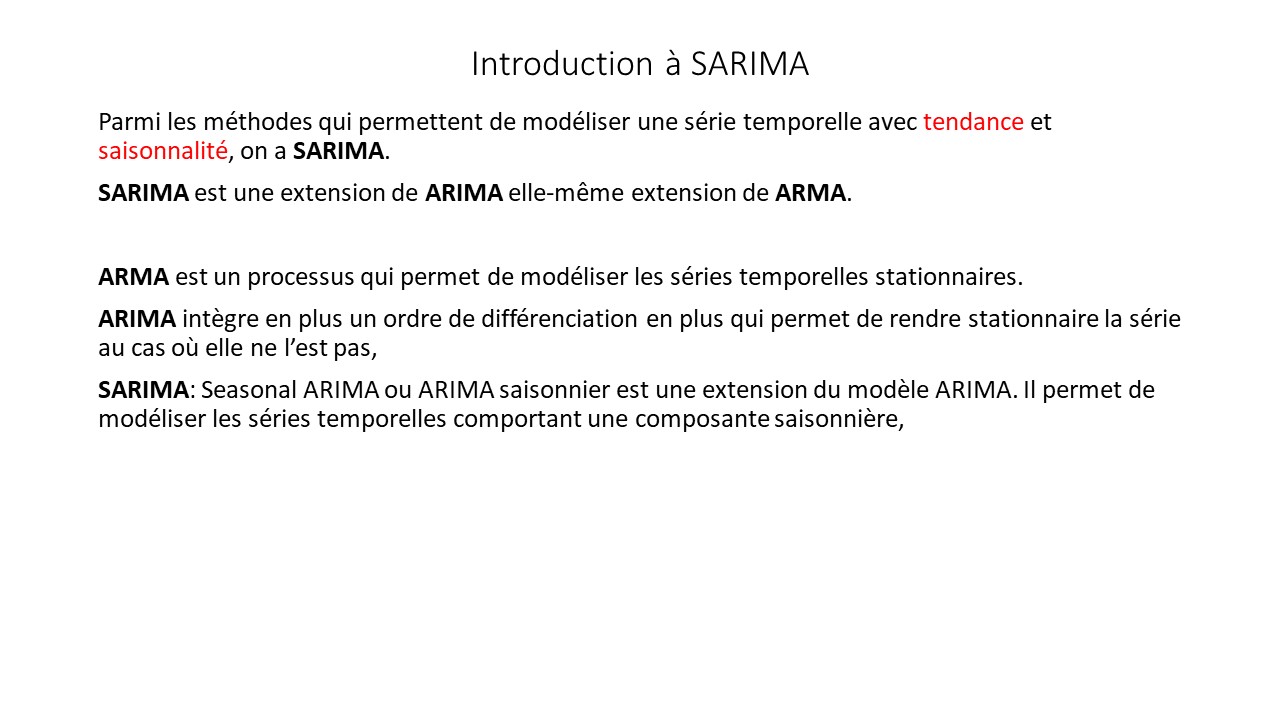 Introduction à SARIMA
Parmi les méthodes qui permettent de modéliser une série temporelle avec tendance et
saisonnalité, on a SARIMA.
SARIMA est une extension de ARIMA elle-même extension de ARMA.
ARMA est un processus qui permet de modéliser les séries temporelles stationnaires.
ARIMA intègre en plus un ordre de différenciation en plus qui permet de rendre stationnaire la série
au cas où elle ne l’est pas,
SARIMA: Seasonal ARIMA ou ARIMA saisonnier est une extension du modèle ARIMA. Il permet de
modéliser les séries temporelles comportant une composante saisonnière,